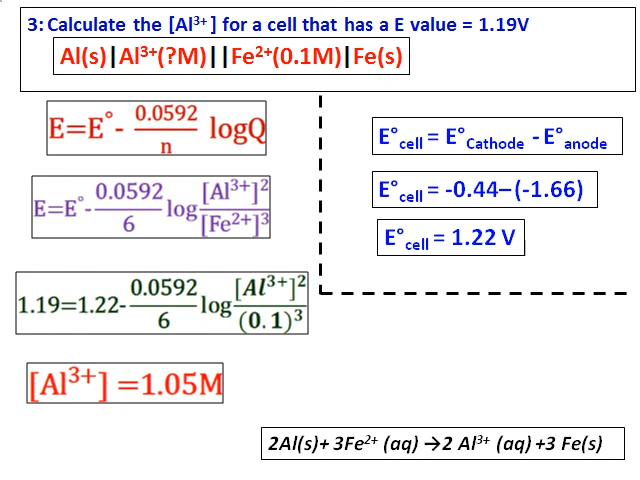 3: Calculate the [Al³⁺] for a cell that has a E value = 1.19V
Al(s)|Al³⁺(?M)||Fe²⁺(0.1M)|Fe(s)
E=E°- 0.0592/n logQ
E°cell = E°Cathode - E°anode
E=E°- 0.0592/6 log [Al³⁺]²/[Fe²⁺]³
E°cell = -0.44–(-1.66)
E°cell = 1.22 V
1.19=1.22- 0.0592/6 log [Al³⁺]²/(0.1)³
[Al³⁺] =1.05M
2Al(s)+ 3Fe²⁺ (aq) →2 Al³⁺ (aq) +3 Fe(s)